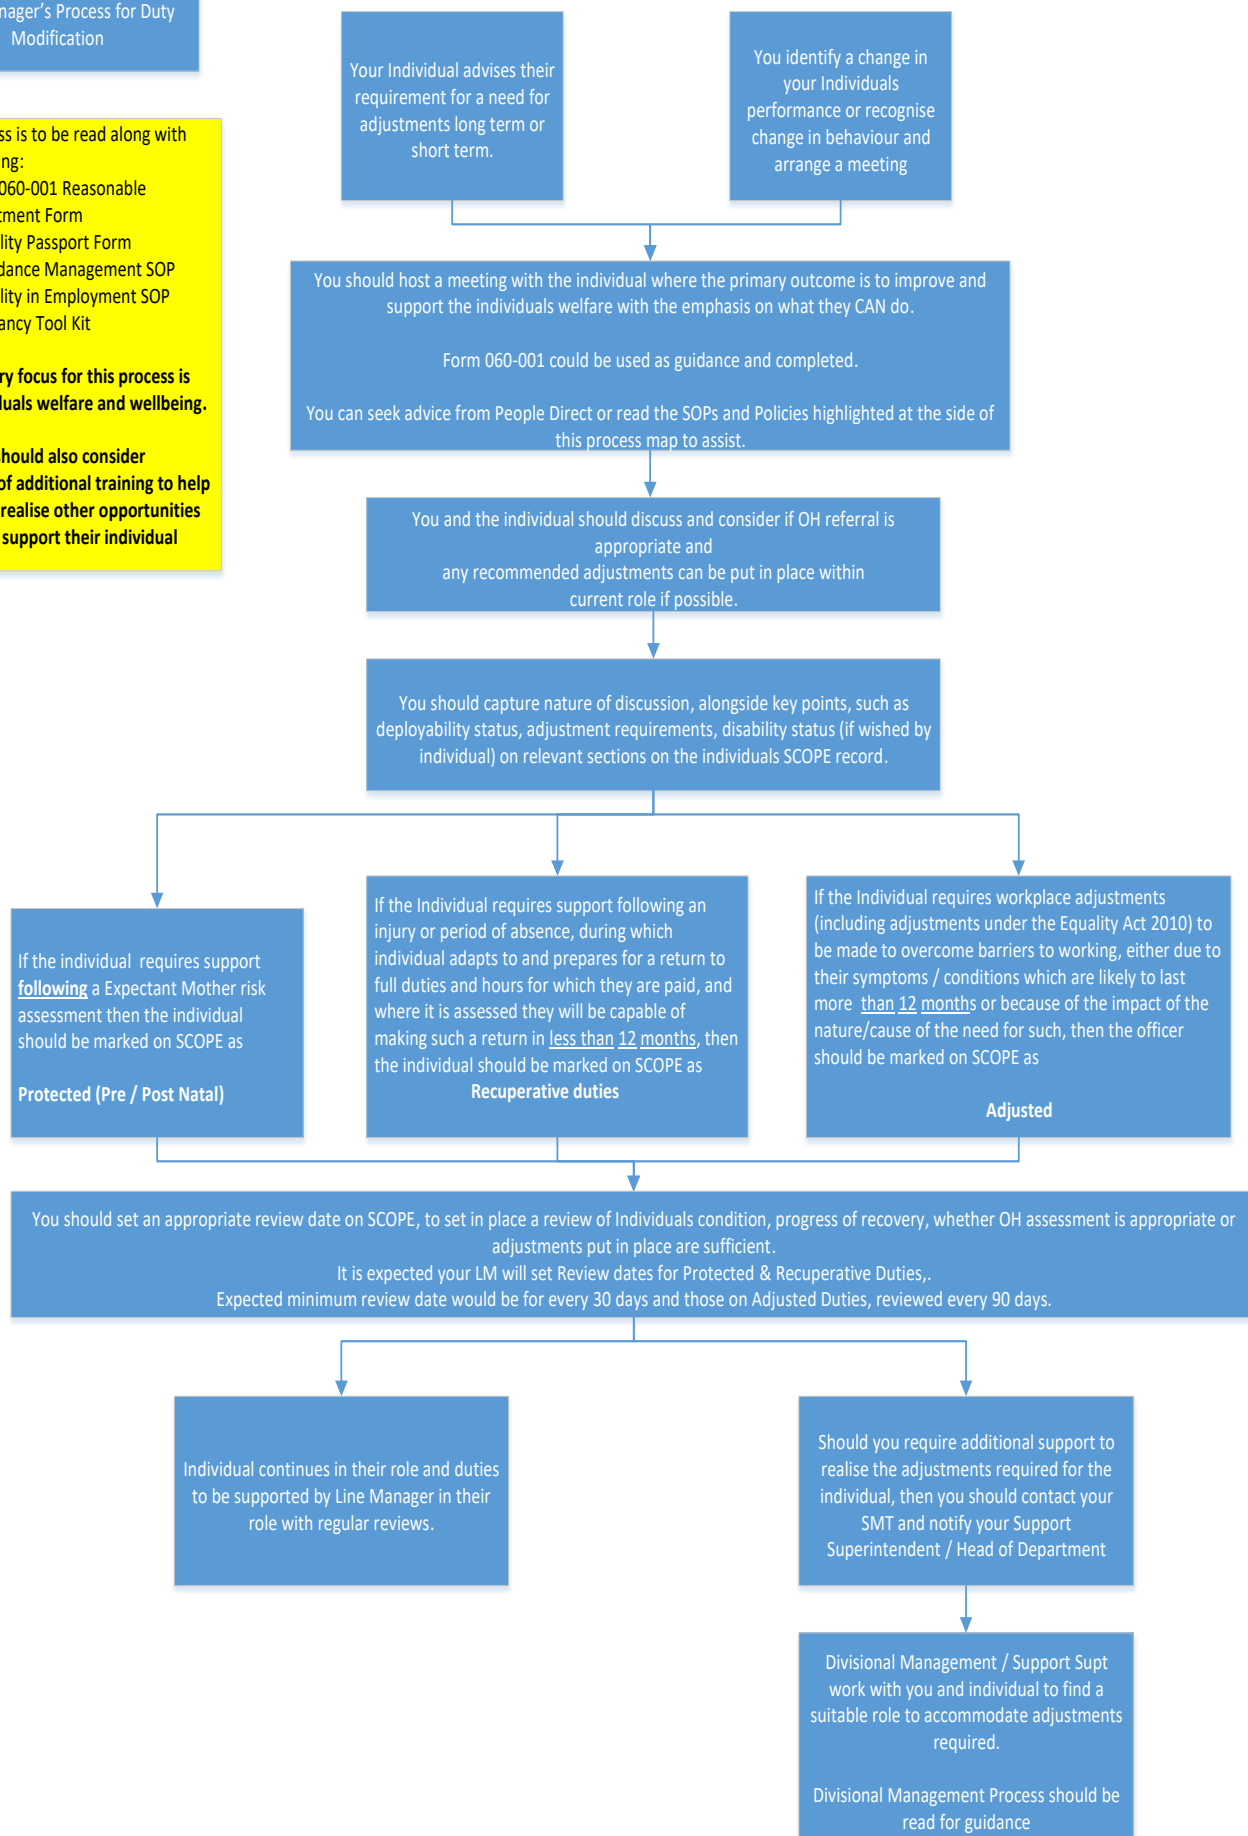 Process for Duty
Modification
Your Individual advises their
requirement for a need for
adjustments long term or
short term.
You identify a change in
your Individuals
performance or recognise
change in behaviour and
arrange a meeting
is to be read along with
060-001 Reasonable
Form
Passport Form
Management SOP
in Employment SOP
Tool Kit
focus for this process is
welfare and wellbeing.
should also consider
of additional training to help
realise other opportunities
support their individual
You should host a meeting with the individual where the primary outcome is to improve and
support the individuals welfare with the emphasis on what they CAN do.
Form 060-001 could be used as guidance and completed.
You can seek advice from People Direct or read the SOPs and Policies highlighted at the side of
this process map to assist.
You and the individual should discuss and consider if OH referral is
appropriate and
any recommended adjustments can be put in place within
current role if possible.
You should capture nature of discussion, alongside key points, such as
deployability status, adjustment requirements, disability status (if wished by
individual) on relevant sections on the individuals SCOPE record.
If the individual requires support
following a Expectant Mother risk
assessment then the individual
should be marked on SCOPE as
Protected (Pre / Post Natal)
If the Individual requires support following an
injury or period of absence, during which
individual adapts to and prepares for a return to
full duties and hours for which they are paid, and
where it is assessed they will be capable of
making such a return in less than 12 months, then
the individual should be marked on SCOPE as
Recuperative duties
If the Individual requires workplace adjustments
(including adjustments under the Equality Act 2010) to
be made to overcome barriers to working, either due to
their symptoms / conditions which are likely to last
more than 12 months or because of the impact of the
nature/cause of the need for such, then the officer
should be marked on SCOPE as
Adjusted
You should set an appropriate review date on SCOPE, to set in place a review of Individuals condition, progress of recovery, whether OH assessment is appropriate or
adjustments put in place are sufficient.
It is expected your LM will set Review dates for Protected & Recuperative Duties,.
Expected minimum review date would be for every 30 days and those on Adjusted Duties, reviewed every 90 days.
Individual continues in their role and duties
to be supported by Line Manager in their
role with regular reviews.
Should you require additional support to
realise the adjustments required for the
individual, then you should contact your
SMT and notify your Support
Superintendent / Head of Department
Divisional Management / Support Supt
work with you and individual to find a
suitable role to accommodate adjustments
required.
Divisional Management Process should be
read for guidance